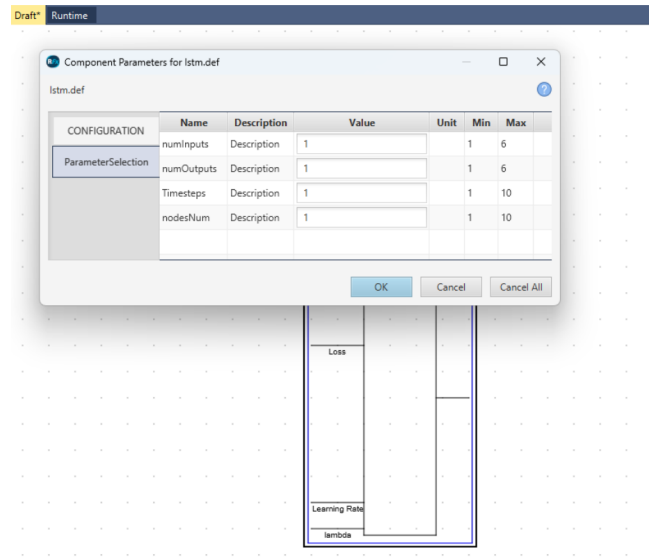 Draft* Runtime
RFX Component Parameters for lstm.def
lstm.def ?
CONFIGURATION
ParameterSelection
Name Description Value Unit Min Max
numInputs Description 1 1 6
numOutputs Description 1 1 6
Timesteps Description 1 1 10
nodesNum Description 1 1 10
OK Cancel Cancel All
Loss
Learning Rate
lambda